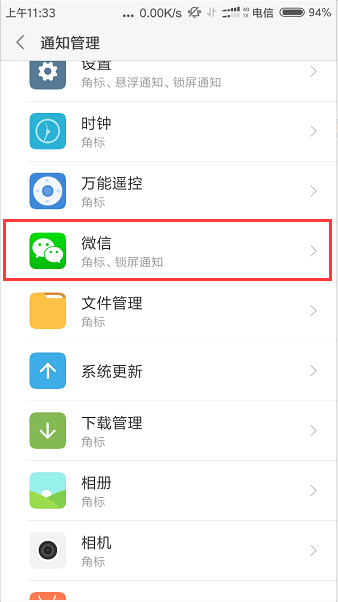 上午11:33 ... 0.00K/s 4G 1X 电信 94%
通知管理
设置
角标、悬浮通知、锁屏通知
时钟
角标
万能遥控
角标
微信
角标、锁屏通知
文件管理
角标
系统更新
下载管理
角标
相册
角标
相机
角标